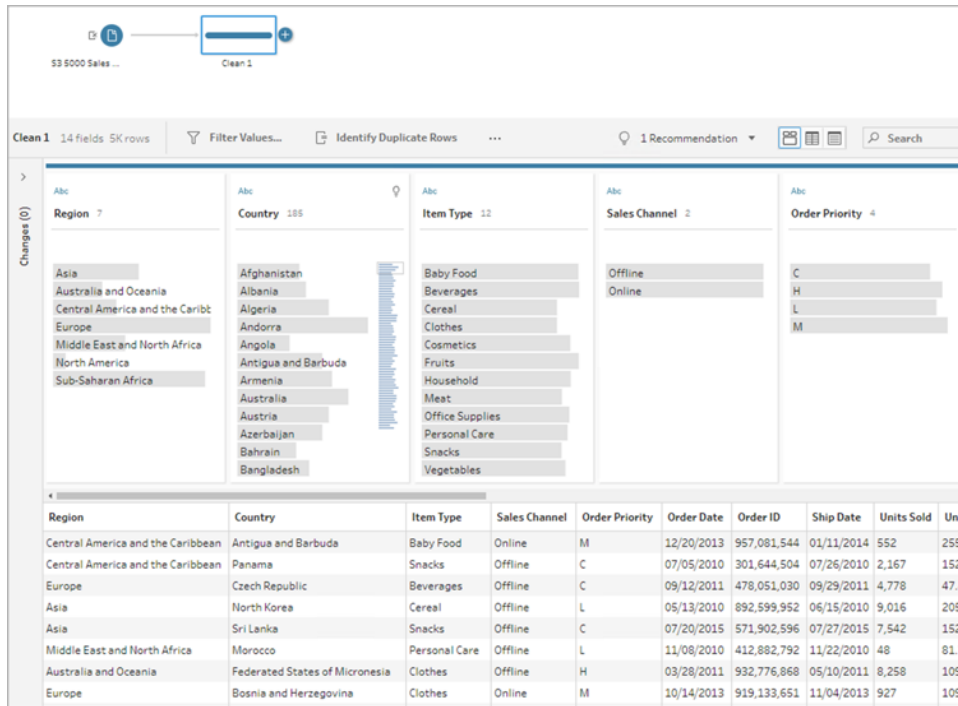 S3 5000 Sales ...
Clean 1
Clean 1 14 fields 5K rows Filter Values... Identify Duplicate Rows ... 1 Recommendation Search
Changes (0)
Abc Abc Abc Abc Abc
Region 7 Country 185 Item Type 12 Sales Channel 2 Order Priority 4
Asia Afghanistan Baby Food Offline C
Australia and Oceania Albania Beverages Online H
Central America and the Caribb Algeria Cereal L
Europe Andorra Clothes M
Middle East and North Africa Angola Cosmetics
North America Antigua and Barbuda Fruits
Sub-Saharan Africa Armenia Household
Australia Meat
Austria Office Supplies
Azerbaijan Personal Care
Bahrain Snacks
Bangladesh Vegetables
Region Country Item Type Sales Channel Order Priority Order Date Order ID Ship Date Units Sold Un
Central America and the Caribbean Antigua and Barbuda Baby Food Online M 12/20/2013 957,081,544 01/11/2014 552 255
Central America and the Caribbean Panama Snacks Offline C 07/05/2010 301,644,504 07/26/2010 2,167 152
Europe Czech Republic Beverages Offline C 09/12/2011 478,051,030 09/29/2011 4,778 47.
Asia North Korea Cereal Offline L 05/13/2010 892,599,952 06/15/2010 9,016 205
Asia Sri Lanka Snacks Offline C 07/20/2015 571,902,596 07/27/2015 7,542 152
Middle East and North Africa Morocco Personal Care Offline L 11/08/2010 412,882,792 11/22/2010 48 81.
Australia and Oceania Federated States of Micronesia Clothes Offline H 03/28/2011 932,776,868 05/10/2011 8,258 109
Europe Bosnia and Herzegovina Clothes Online M 10/14/2013 919,133,651 11/04/2013 927 109